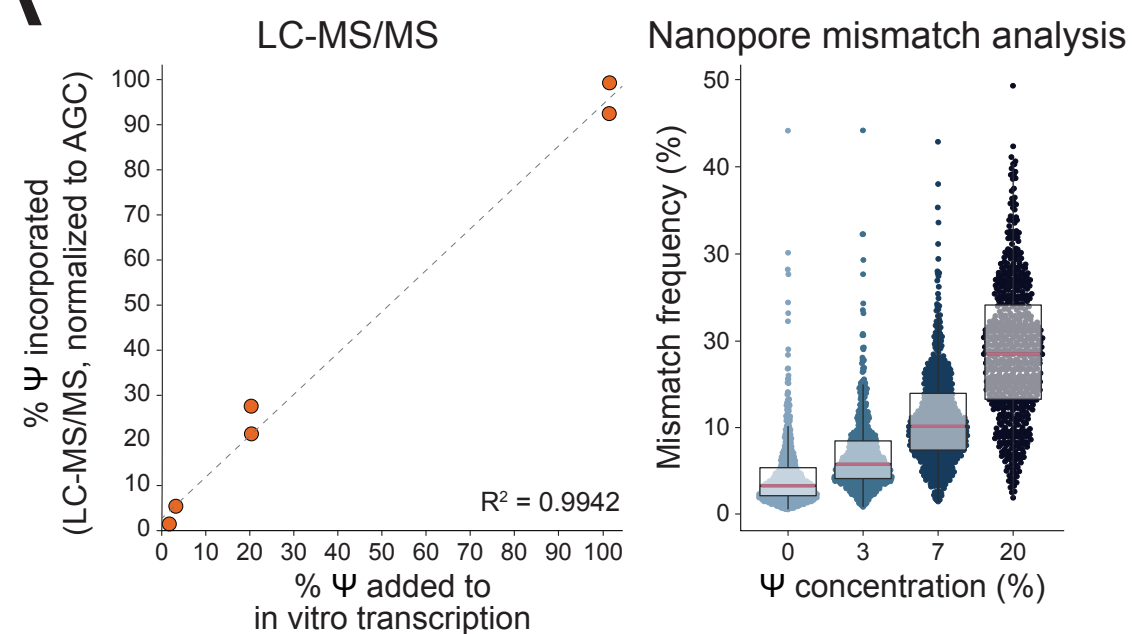 LC-MS/MS
% Ψ incorporated
(LC-MS/MS, normalized to AGC)
100
90
80
70
60
50
40
30
20
10
0
R² = 0.9942
0 10 20 30 40 50 60 70 80 90 100
% Ψ added to
in vitro transcription
Nanopore mismatch analysis
Mismatch frequency (%)
50
40
30
30
10
0
0 3 7 20
Ψ concentration (%)